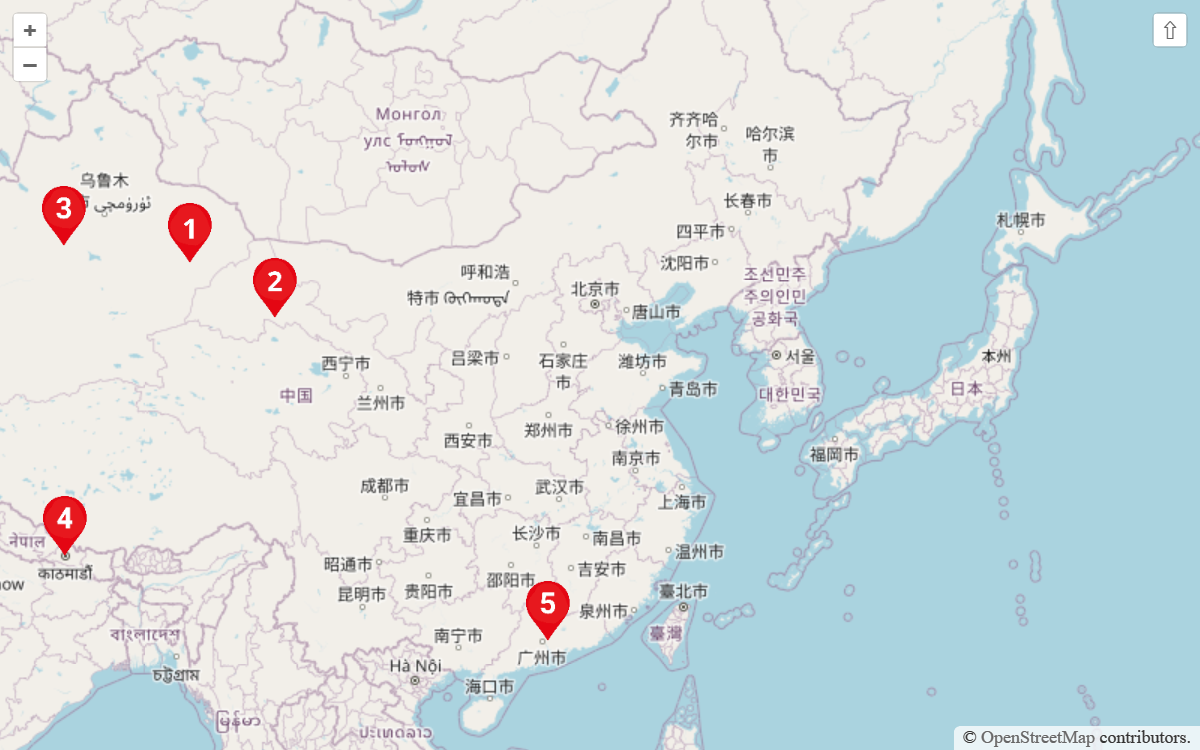 +
−
⇧
Монгол
улс
齐齐哈
尔市
哈尔滨
市
乌鲁木
3
1
2
长春市
四平市
沈阳市
札幌市
呼和浩
特市
北京市
唐山市
조선민주
주의인민
공화국
서울
대한민국
本州
日本
福岡市
西宁市
中国
兰州市
吕梁市
石家庄
市
潍坊市
青岛市
西安市
郑州市
徐州市
南京市
成都市
宜昌市
武汉市
上海市
4
नेपाल
काठमाडौँ
重庆市
长沙市
南昌市
温州市
昭通市
邵阳市
吉安市
昆明市
贵阳市
5
泉州市
臺北市
臺灣
বাংলাদেশ
চট্টগ্রাম
南宁市
广州市
Hà Nội
海口市
မြန်မာ
ປະເທດລາວ
© OpenStreetMap contributors.